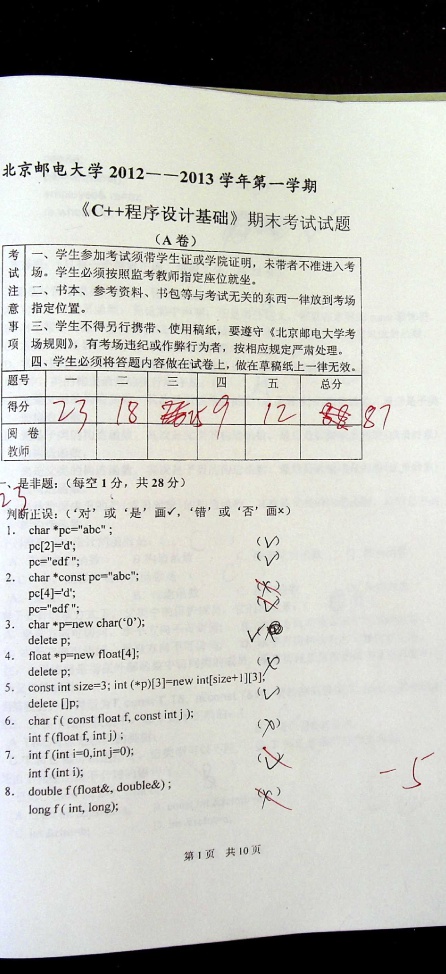 北京邮电大学 2012——2013 学年第一学期
《C++程序设计基础》期末考试试题
（A 卷）
考试注意事项
一、学生参加考试须带学生证或学院证明，未带者不准进入考场。学生必须按照监考教师指定座位就坐。
二、书本、参考资料、书包等与考试无关的东西一律放到考场指定位置。
三、学生不得另行携带、使用稿纸，要遵守《北京邮电大学考场规则》，有考场违纪或作弊行为者，按相应规定严肃处理。
四、学生必须将答题内容做在试卷上，做在草稿纸上一律无效。
题号 一 二 三 四 五 总分
得分 23 18 25 9 12 87
阅卷教师
一、是非题：（每空 1 分，共 28 分）
23
判断正误：（‘对’或‘是’画✓，‘错’或‘否’画×）
1. char *pc="abc" ;
pc[2]='d'; (✓)
pc="edf "; (✓)
2. char *const pc="abc";
pc[4]='d'; (×)
pc="edf "; (✓)
3. char *p=new char(‘0’);
delete p; ✓
4. float *p=new float[4];
delete p; (×)
5. const int size=3; int (*p)[3]=new int[size+1][3];
delete []p; (✓)
6. char f ( const float f, const int j );
int f (float f, int j) ; (×)
7. int f (int i=0,int j=0);
int f (int i); (✓)
8. double f (float&, double&) ;
long f ( int, long); (×)
-5
第 1 页 共 10 页